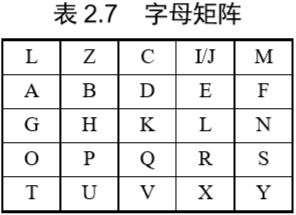 表 2.7 字母矩阵
L Z C I/J M
A B D E F
G H K L N
O P Q R S
T U V X Y